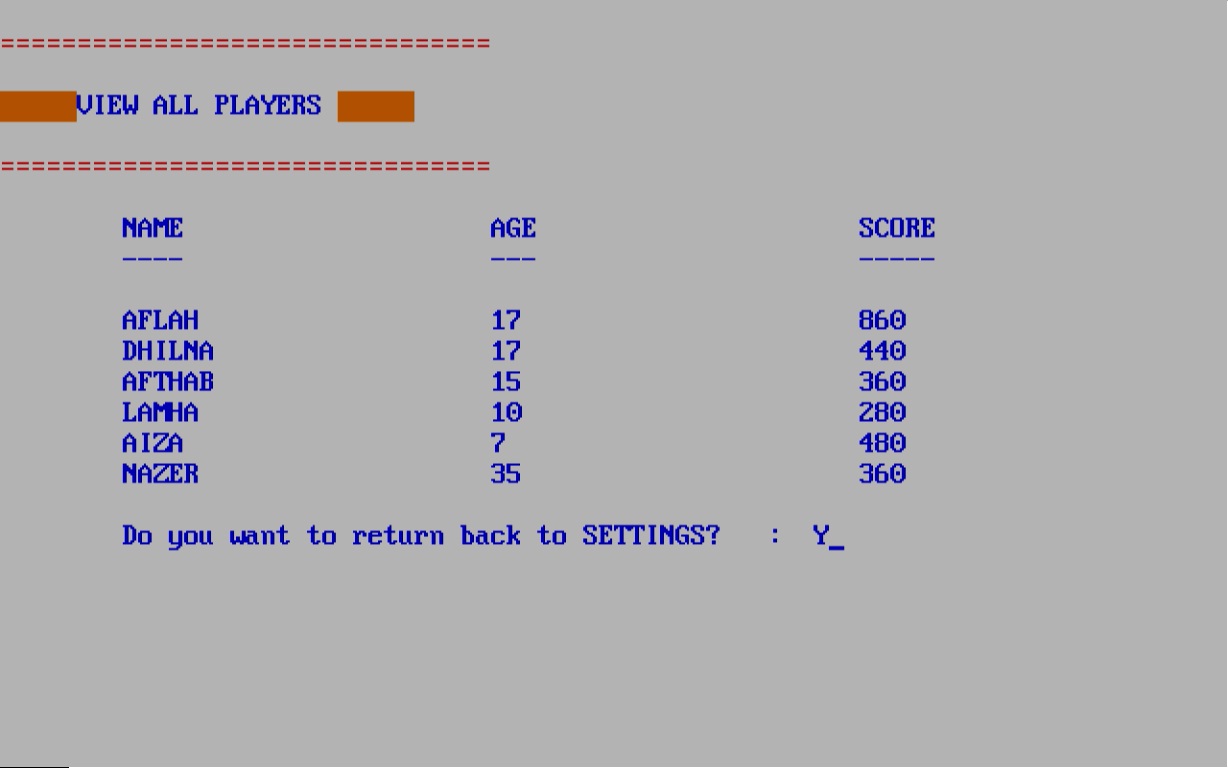 ================================
VIEW ALL PLAYERS
================================
NAME AGE SCORE
---- --- -----
AFLAH 17 860
DHILNA 17 440
AFTHAB 15 360
LAMHA 10 280
AIZA 7 480
NAZER 35 360
Do you want to return back to SETTINGS? : Y_